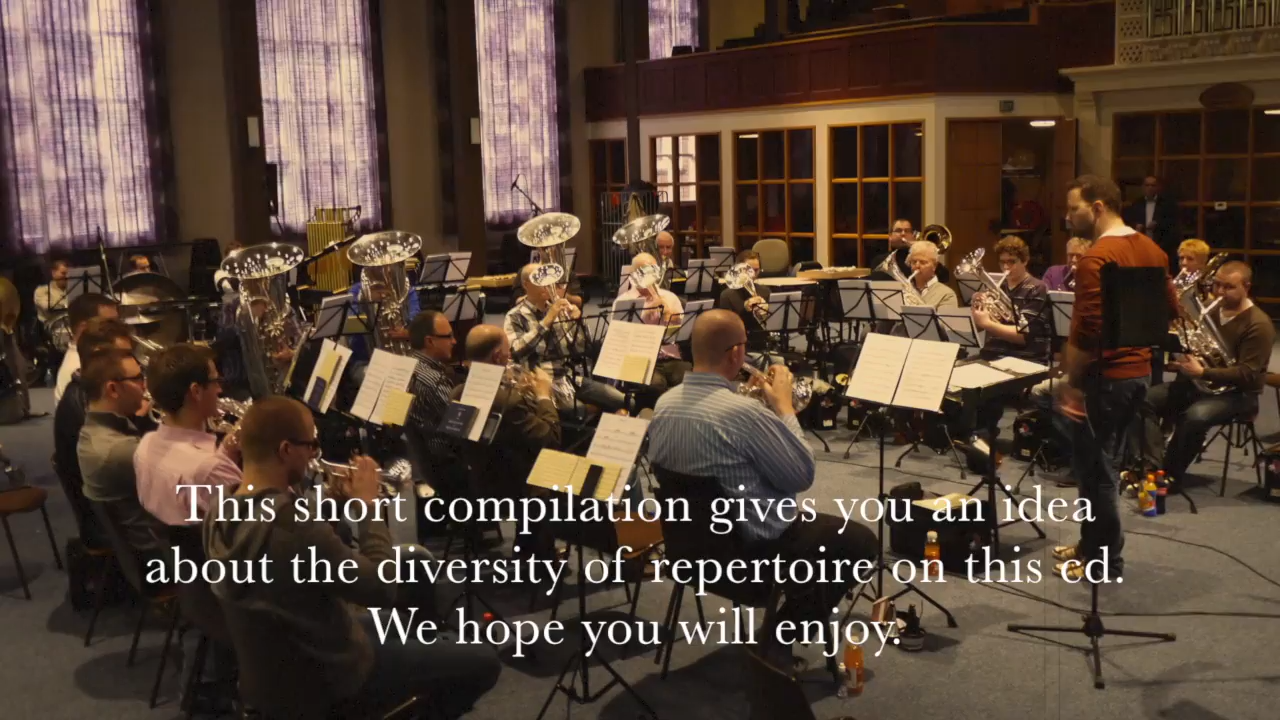 This short compilation gives you an idea
about the diversity of repertoire on this cd.
We hope you will enjoy.